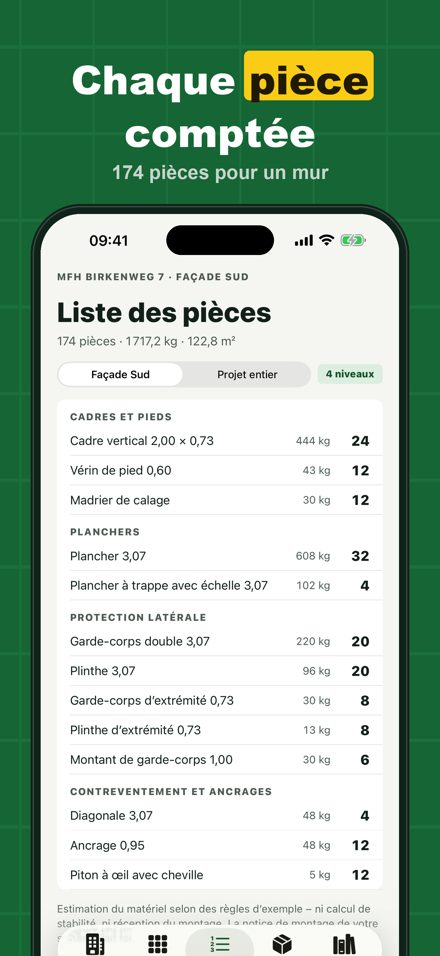 Chaque pièce
comptée
174 pièces pour un mur
09:41
MFH BIRKENWEG 7 · FAÇADE SUD
Liste des pièces
174 pièces · 1 717,2 kg · 122,8 m²
Façade Sud Projet entier 4 niveaux
CADRES ET PIEDS
Cadre vertical 2,00 × 0,73 444 kg 24
Vérin de pied 0,60 43 kg 12
Madrier de calage 30 kg 12
PLANCHERS
Plancher 3,07 608 kg 32
Plancher à trappe avec échelle 3,07 102 kg 4
PROTECTION LATÉRALE
Garde-corps double 3,07 220 kg 20
Plinthe 3,07 96 kg 20
Garde-corps d’extrémité 0,73 30 kg 8
Plinthe d’extrémité 0,73 13 kg 8
Montant de garde-corps 1,00 30 kg 6
CONTREVENTEMENT ET ANCRAGES
Diagonale 3,07 48 kg 4
Ancrage 0,95 48 kg 12
Piton à œil avec cheville 5 kg 12
Estimation du matériel selon des règles d’exemple – ni calcul de
stabilité, ni réception du montage. La notice de montage de votre